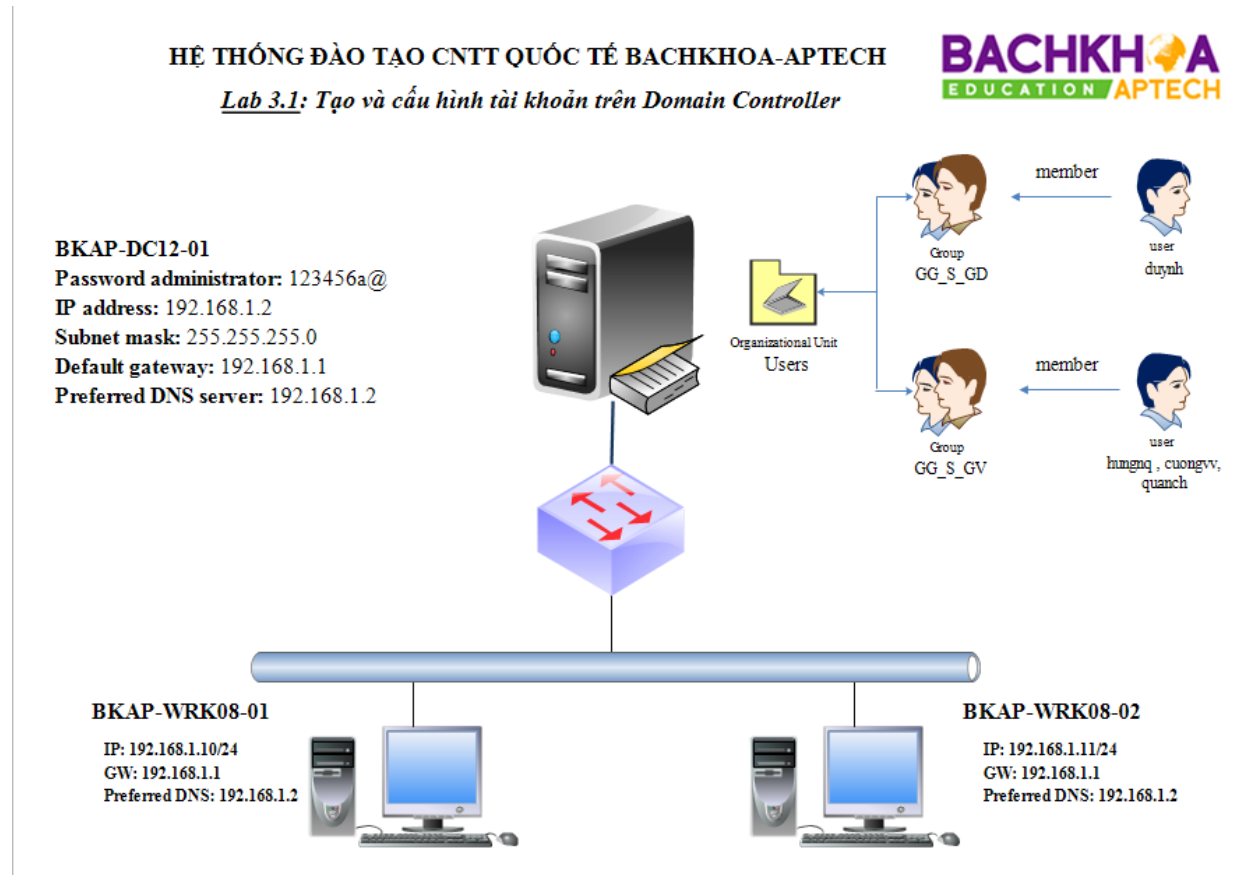 HỆ THỐNG ĐÀO TẠO CNTT QUỐC TẾ BACHKHOA-APTECH
Lab 3.1: Tạo và cấu hình tài khoản trên Domain Controller
BACHKHOA
EDUCATION APTECH
BKAP-DC12-01
Password administrator: 123456a@
IP address: 192.168.1.2
Subnet mask: 255.255.255.0
Default gateway: 192.168.1.1
Preferred DNS server: 192.168.1.2
Organizational Unit
Users
Group
GG_S_GD
member
user
duynh
Group
GG_S_GV
member
user
hungnq , cuongvv,
quanch
BKAP-WRK08-01
IP: 192.168.1.10/24
GW: 192.168.1.1
Preferred DNS: 192.168.1.2
BKAP-WRK08-02
IP: 192.168.1.11/24
GW: 192.168.1.1
Preferred DNS: 192.168.1.2